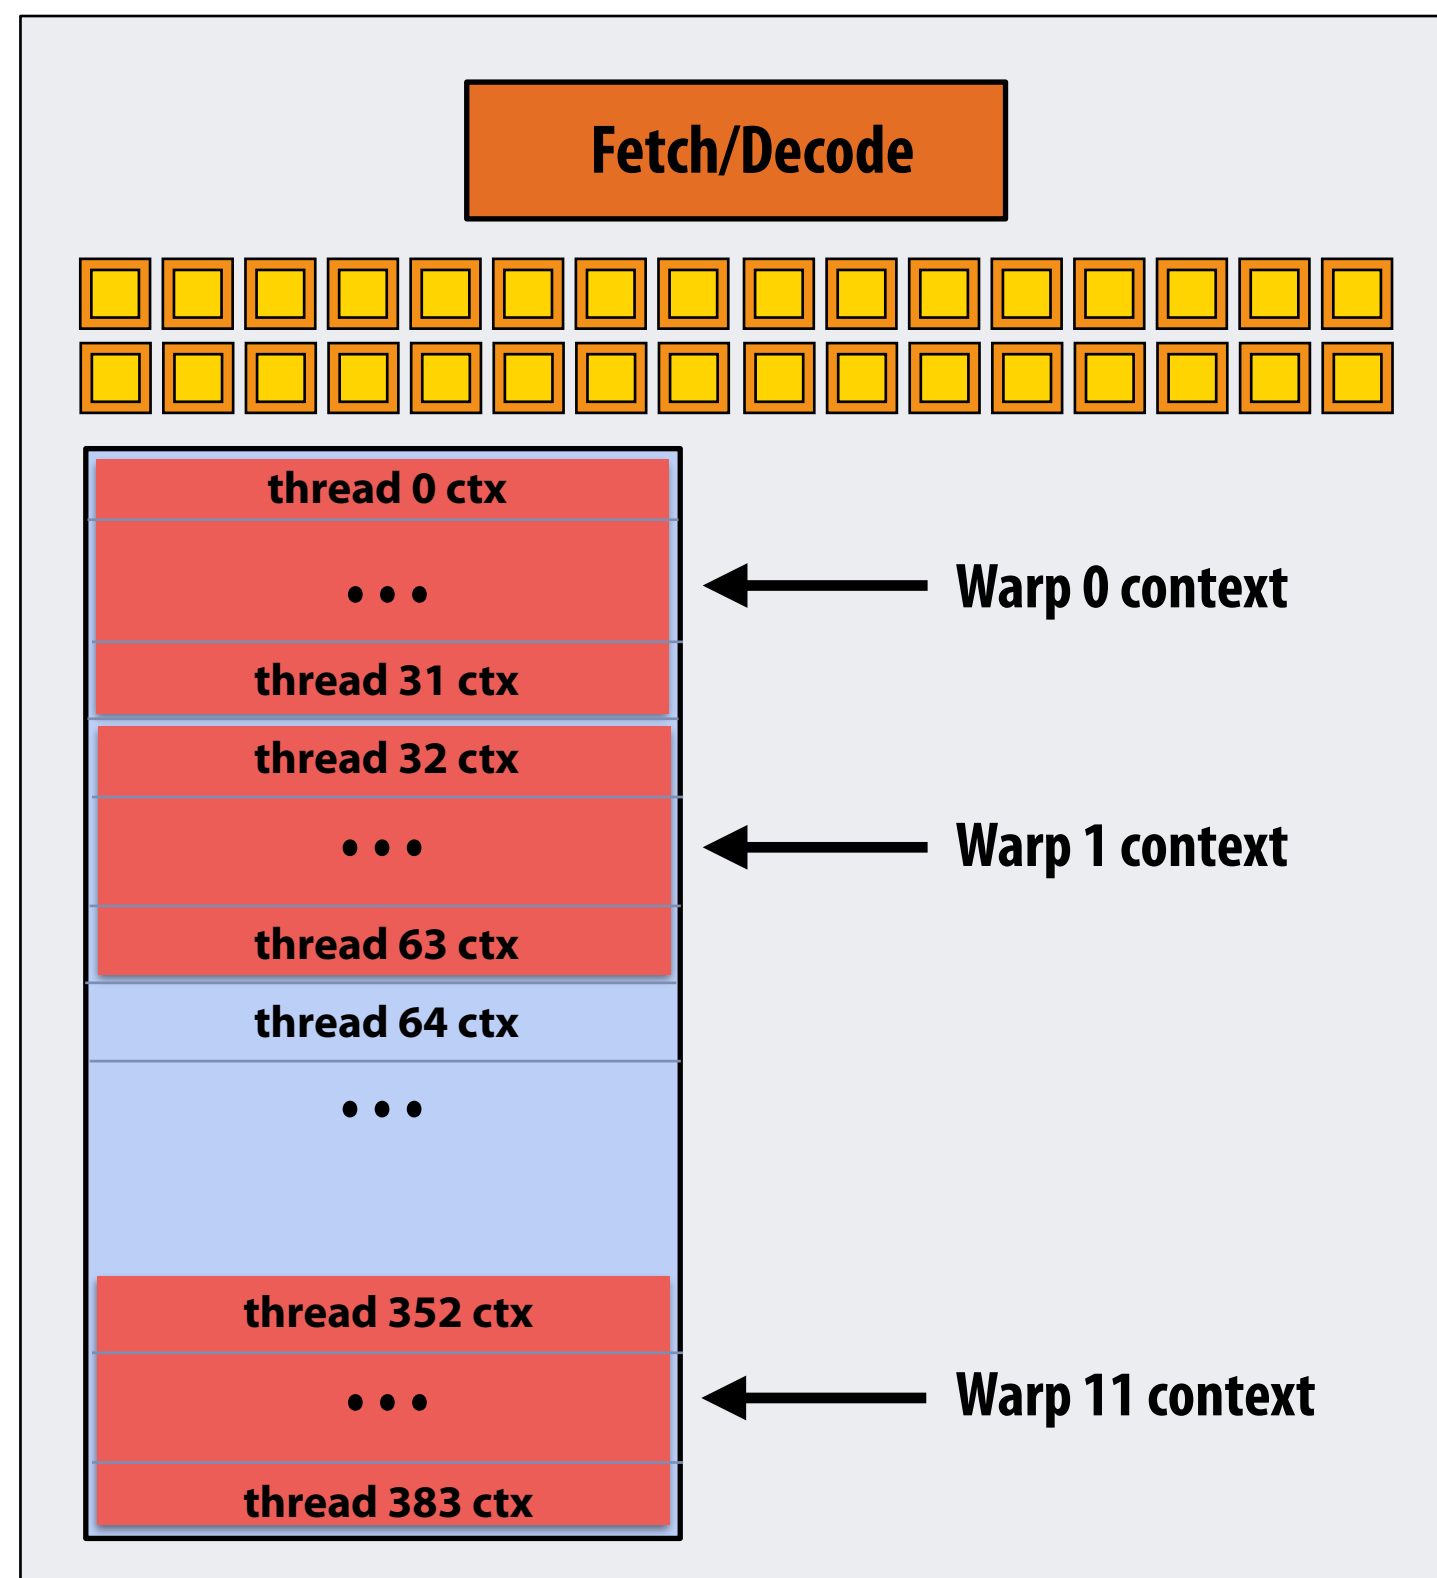 Fetch/Decode
thread 0 ctx
•••
Warp 0 context
thread 31 ctx
thread 32 ctx
•••
Warp 1 context
thread 63 ctx
thread 64 ctx
•••
thread 352 ctx
•••
Warp 11 context
thread 383 ctx